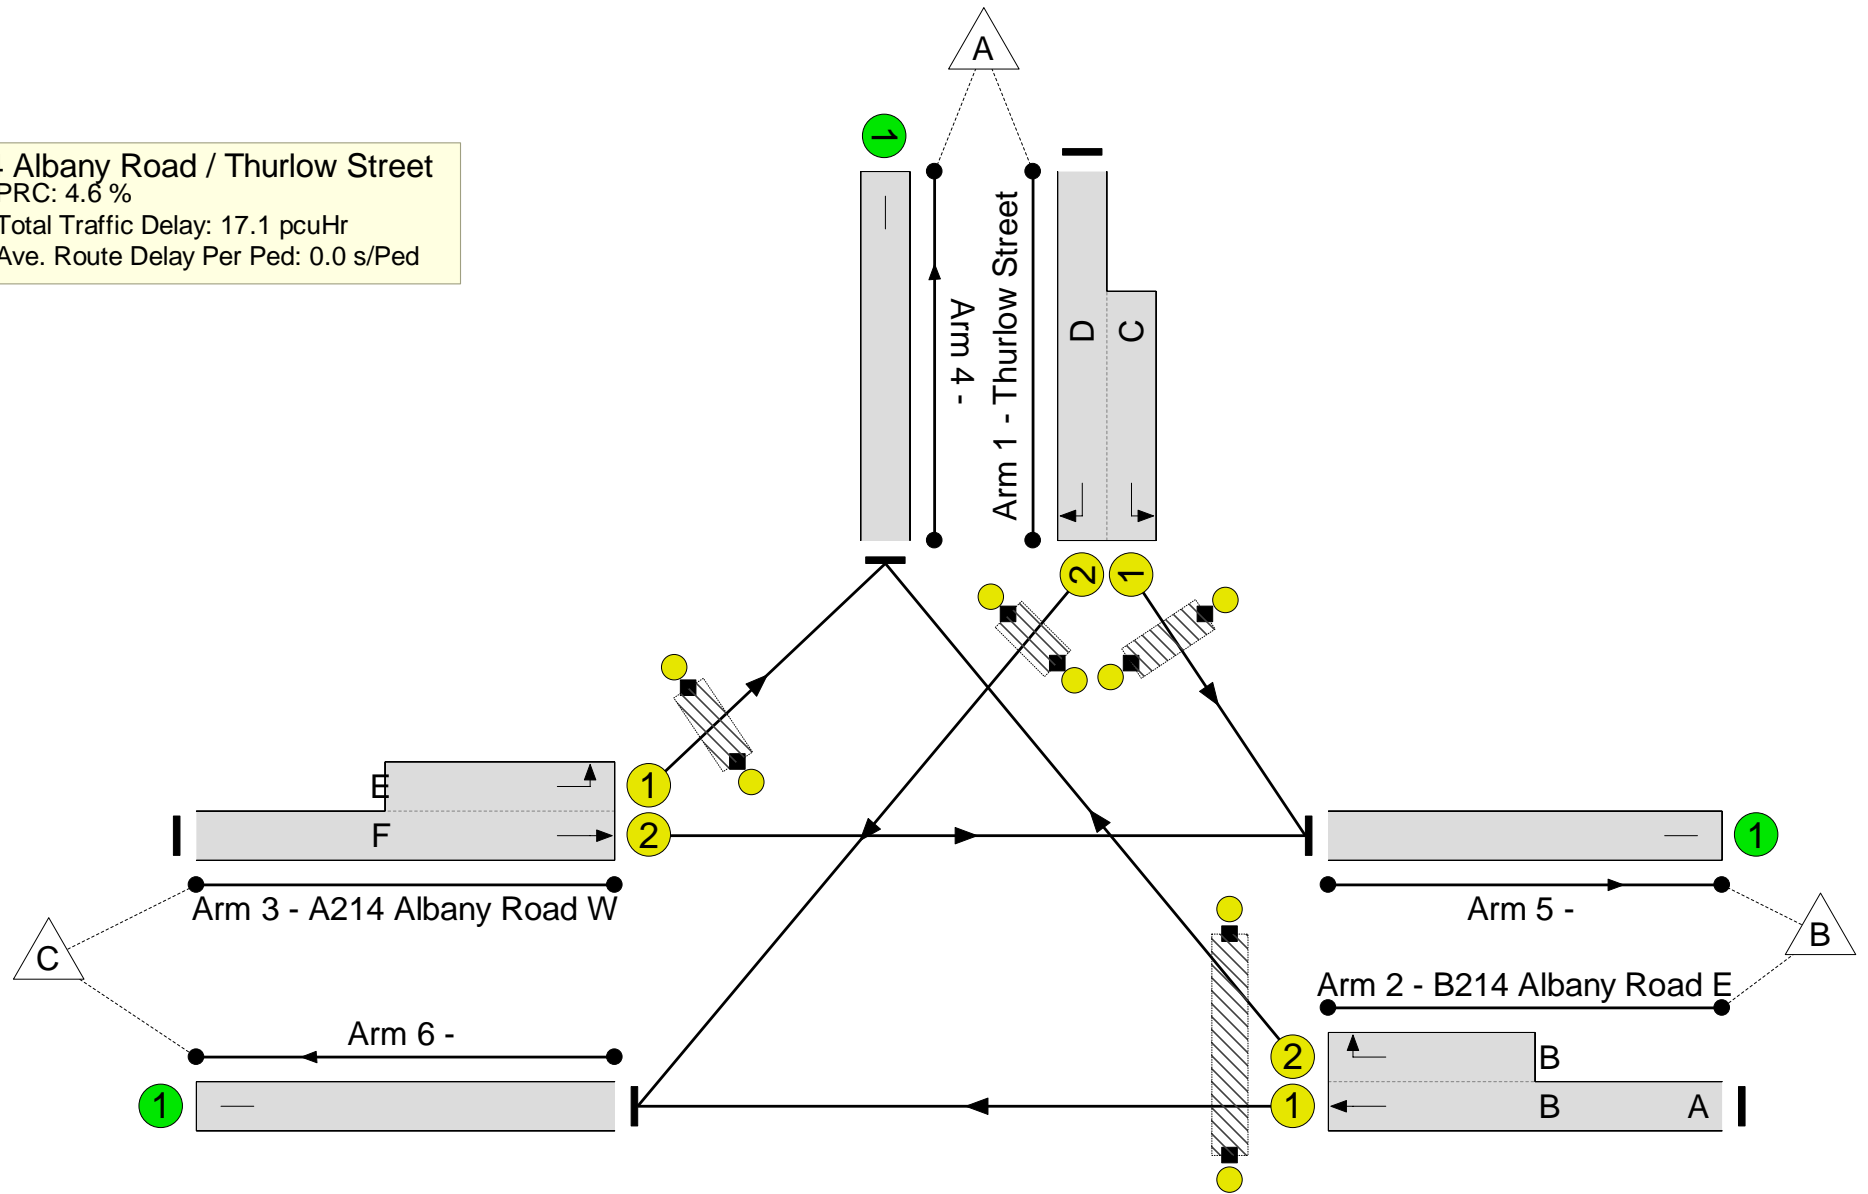 A
- Albany Road / Thurlow Street
PRC: 4.6 %
Total Traffic Delay: 17.1 pcuHr
Ave. Route Delay Per Ped: 0.0 s/Ped
1
Arm 4 -
Arm 1 - Thurlow Street
D
C
2
1
E
F
1
2
Arm 3 - A214 Albany Road W
1
Arm 5 -
C
B
Arm 2 - B214 Albany Road E
Arm 6 -
2
B
1
1
B
A